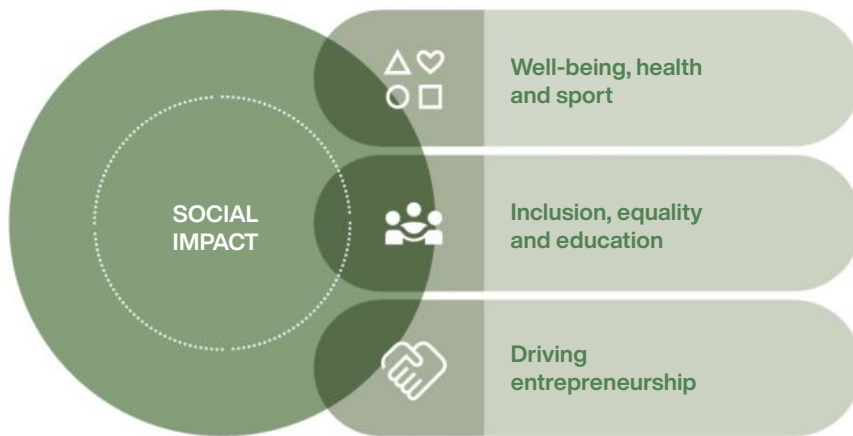 SOCIAL
IMPACT
Well-being, health
and sport
Inclusion, equality
and education
Driving
entrepreneurship